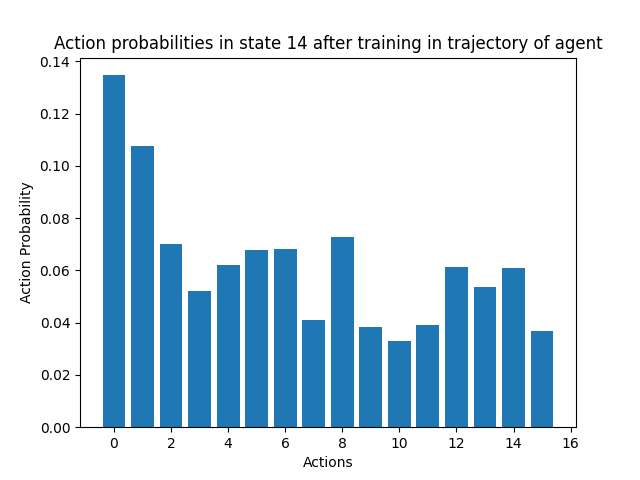 Action probabilities in state 14 after training in trajectory of agent
0.14
0.12
0.10
0.08
0.06
0.04
0.02
0.00
Action Probability
0 2 4 6 8 10 12 14 16
Actions